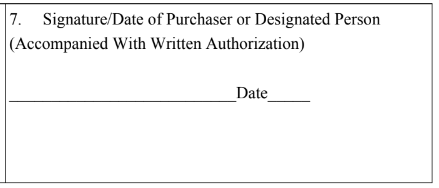 7. Signature/Date of Purchaser or Designated Person
(Accompanied With Written Authorization)
____________________________Date_____